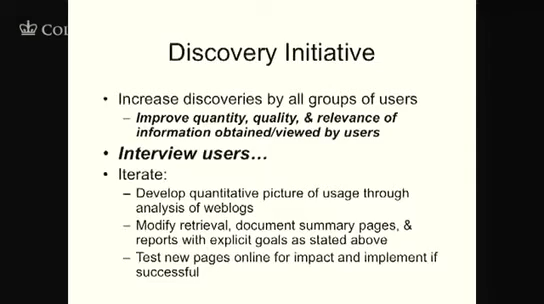 Discovery Initiative
• Increase discoveries by all groups of users
– Improve quantity, quality, & relevance of
information obtained/viewed by users
• Interview users…
• Iterate:
– Develop quantitative picture of usage through
analysis of weblogs
– Modify retrieval, document summary pages, &
reports with explicit goals as stated above
– Test new pages online for impact and implement if
successful